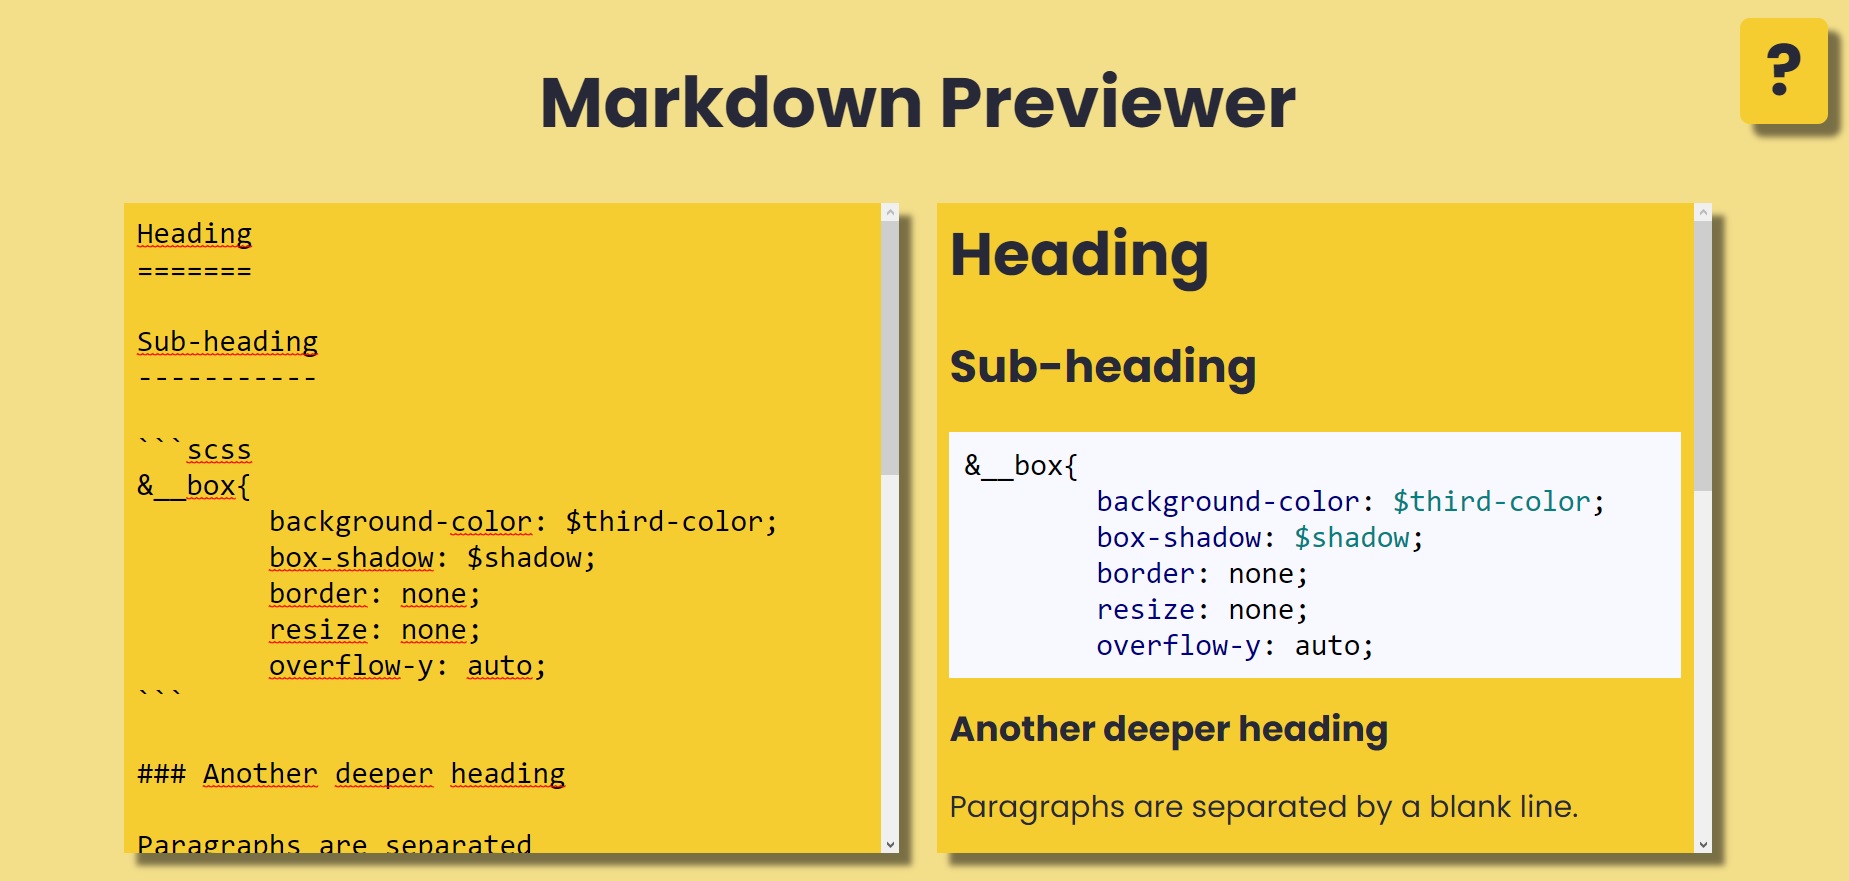 Markdown Previewer
?
Heading
=======
Sub-heading
-----------
```scss
&__box{
        background-color: $third-color;
        box-shadow: $shadow;
        border: none;
        resize: none;
        overflow-y: auto;
```
### Another deeper heading
Paragraphs are separated
Heading
Sub-heading
&__box{
        background-color: $third-color;
        box-shadow: $shadow;
        border: none;
        resize: none;
        overflow-y: auto;
Another deeper heading
Paragraphs are separated by a blank line.